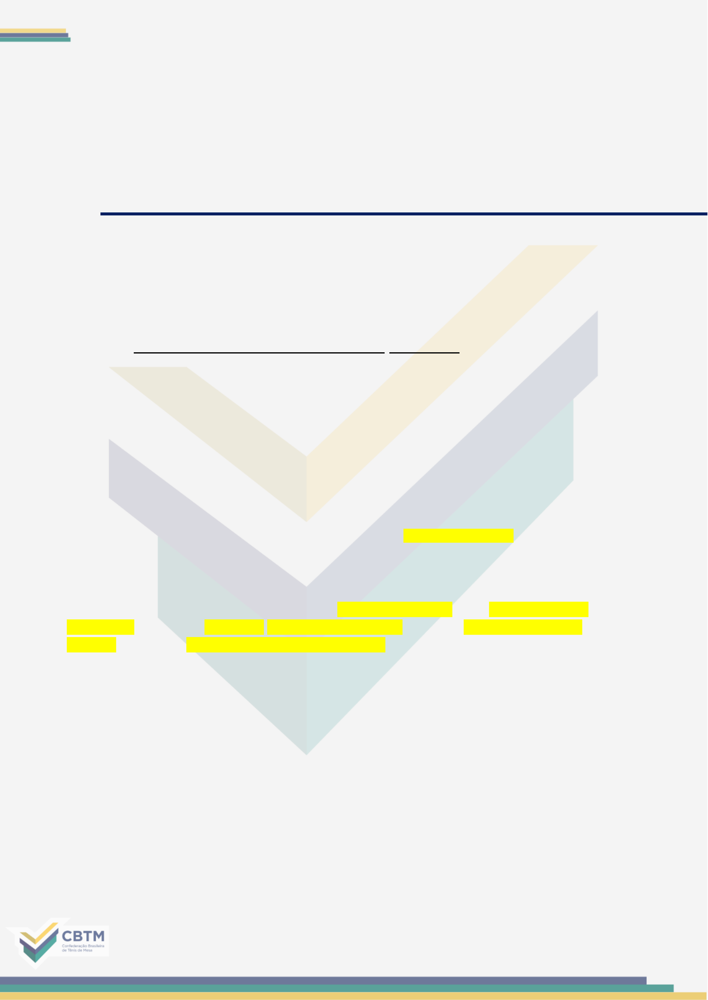 CBTM
Confederação Brasileira
de Tênis de Mesa